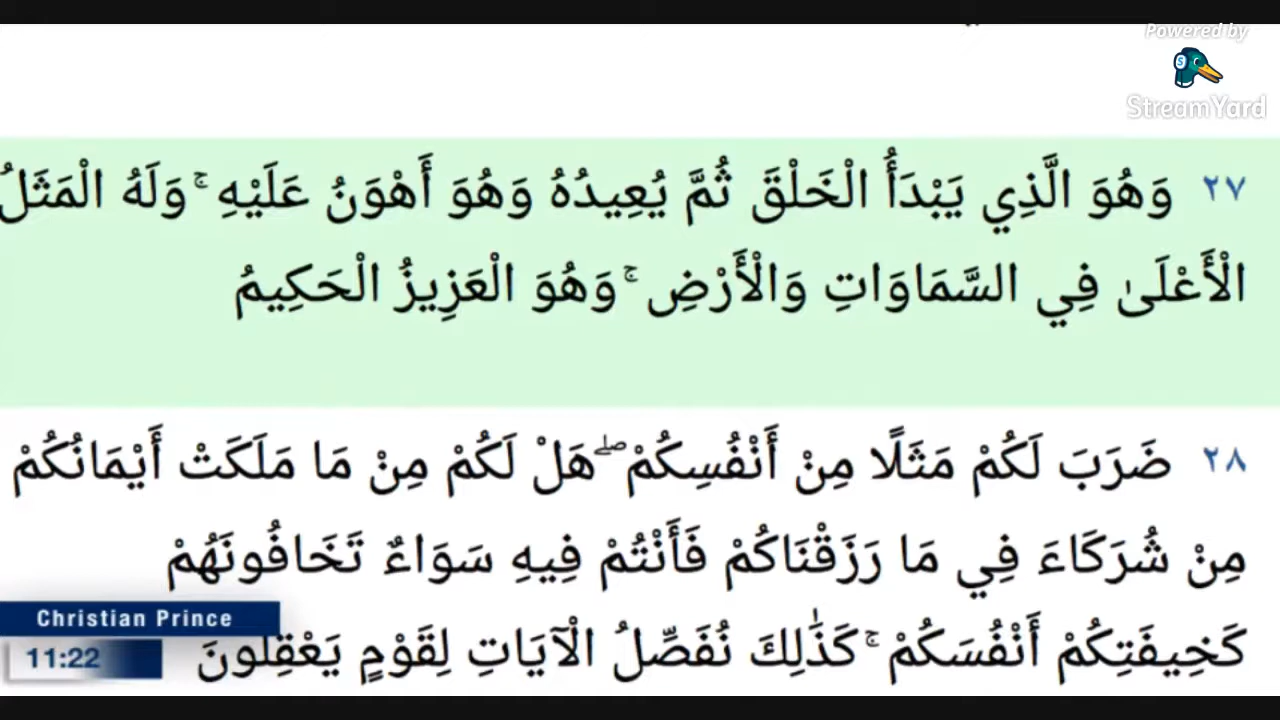 Powered by
StreamYard
٢٧ وَهُوَ الَّذِي يَبْدَأُ الْخَلْقَ ثُمَّ يُعِيدُهُ وَهُوَ أَهْوَنُ عَلَيْهِ ۚ وَلَهُ الْمَثَلُ
الْأَعْلَىٰ فِي السَّمَاوَاتِ وَالْأَرْضِ ۚ وَهُوَ الْعَزِيزُ الْحَكِيمُ
٢٨ ضَرَبَ لَكُمْ مَثَلًا مِنْ أَنْفُسِكُمْ ۖ هَلْ لَكُمْ مِنْ مَا مَلَكَتْ أَيْمَانُكُمْ
مِنْ شُرَكَاءَ فِي مَا رَزَقْنَاكُمْ فَأَنْتُمْ فِيهِ سَوَاءٌ تَخَافُونَهُمْ
كَخِيفَتِكُمْ أَنْفُسَكُمْ ۚ كَذَٰلِكَ نُفَصِّلُ الْآيَاتِ لِقَوْمٍ يَعْقِلُونَ
Christian Prince
11:22